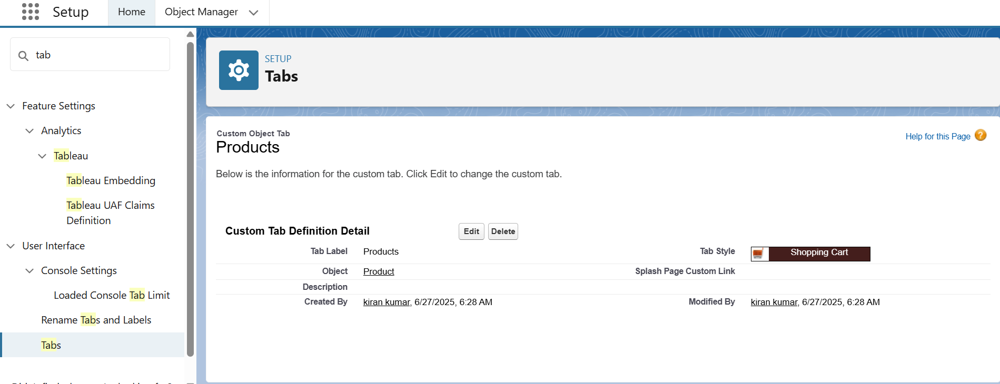 Setup
Home
Object Manager
tab
Feature Settings
Analytics
Tableau
Tableau Embedding
Tableau UAF Claims
Definition
User Interface
Console Settings
Loaded Console Tab Limit
Rename Tabs and Labels
Tabs
SETUP
Tabs
Custom Object Tab
Products
Help for this Page ?
Below is the information for the custom tab. Click Edit to change the custom tab.
Custom Tab Definition Detail
Edit
Delete
Tab Label Products
Tab Style Shopping Cart
Object Product
Splash Page Custom Link
Description
Created By kiran kumar, 6/27/2025, 6:28 AM
Modified By kiran kumar, 6/27/2025, 6:28 AM